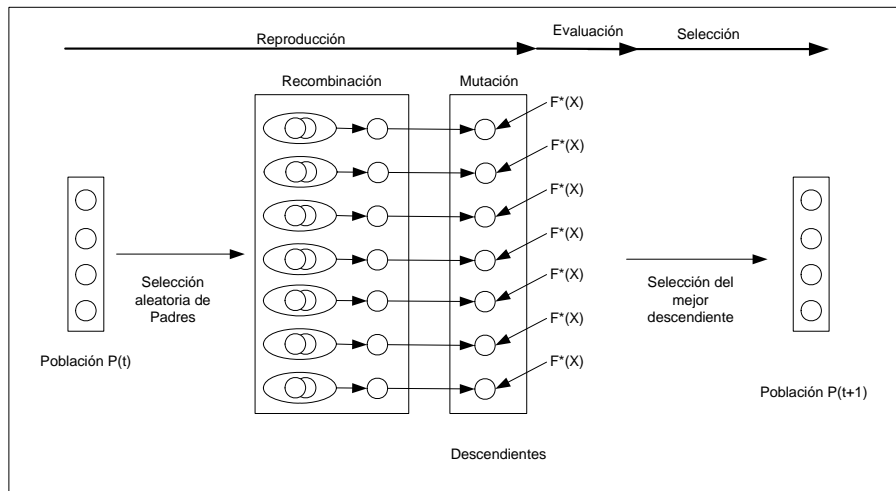 Reproducción
Evaluación
Selección
Recombinación
Mutación
F*(X)
F*(X)
F*(X)
F*(X)
F*(X)
F*(X)
F*(X)
Selección
aleatoria de
Padres
Selección del
mejor
descendiente
Población P(t)
Población P(t+1)
Descendientes